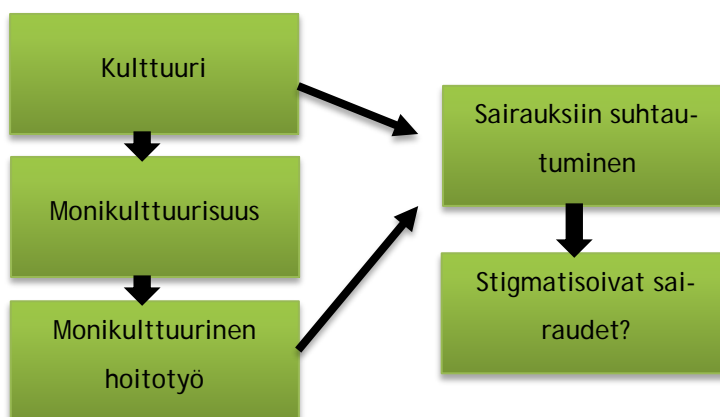 Kulttuuri
Monikulttuurisuus
Monikulttuurinen
hoitotyö
Sairauksiin suhtau-
tuminen
Stigmatisoivat sai-
raudet?